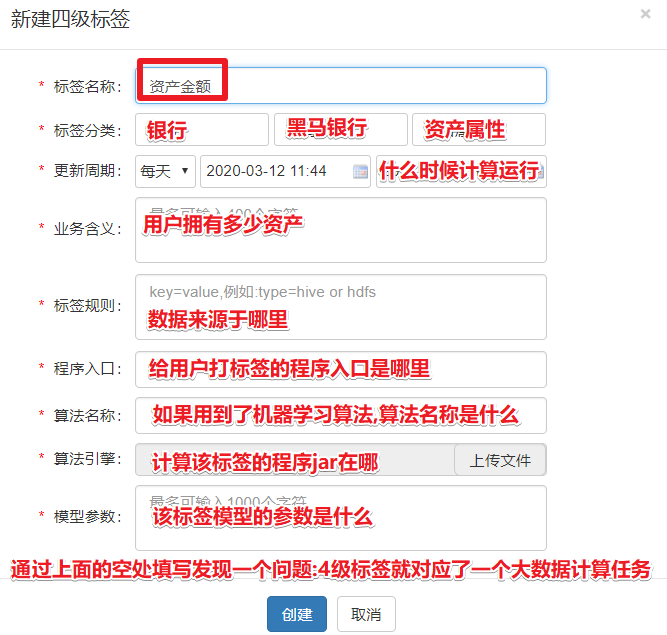 新建四级标签 ×
* 标签名称: 资产金额
* 标签分类: 银行 黑马银行 资产属性
* 更新周期: 每天 2020-03-12 11:44 什么时候计算运行
最多可输入400个字符
* 业务含义: 用户拥有多少资产
key=value,例如:type=hive or hdfs
* 标签规则: 数据来源于哪里
* 程序入口: 给用户打标签的程序入口是哪里
* 算法名称: 如果用到了机器学习算法,算法名称是什么
* 算法引擎: 计算该标签的程序jar在哪 上传文件
最多可输入1000个字符
* 模型参数: 该标签模型的参数是什么
通过上面的空处填写发现一个问题:4级标签就对应了一个大数据计算任务
创建 取消